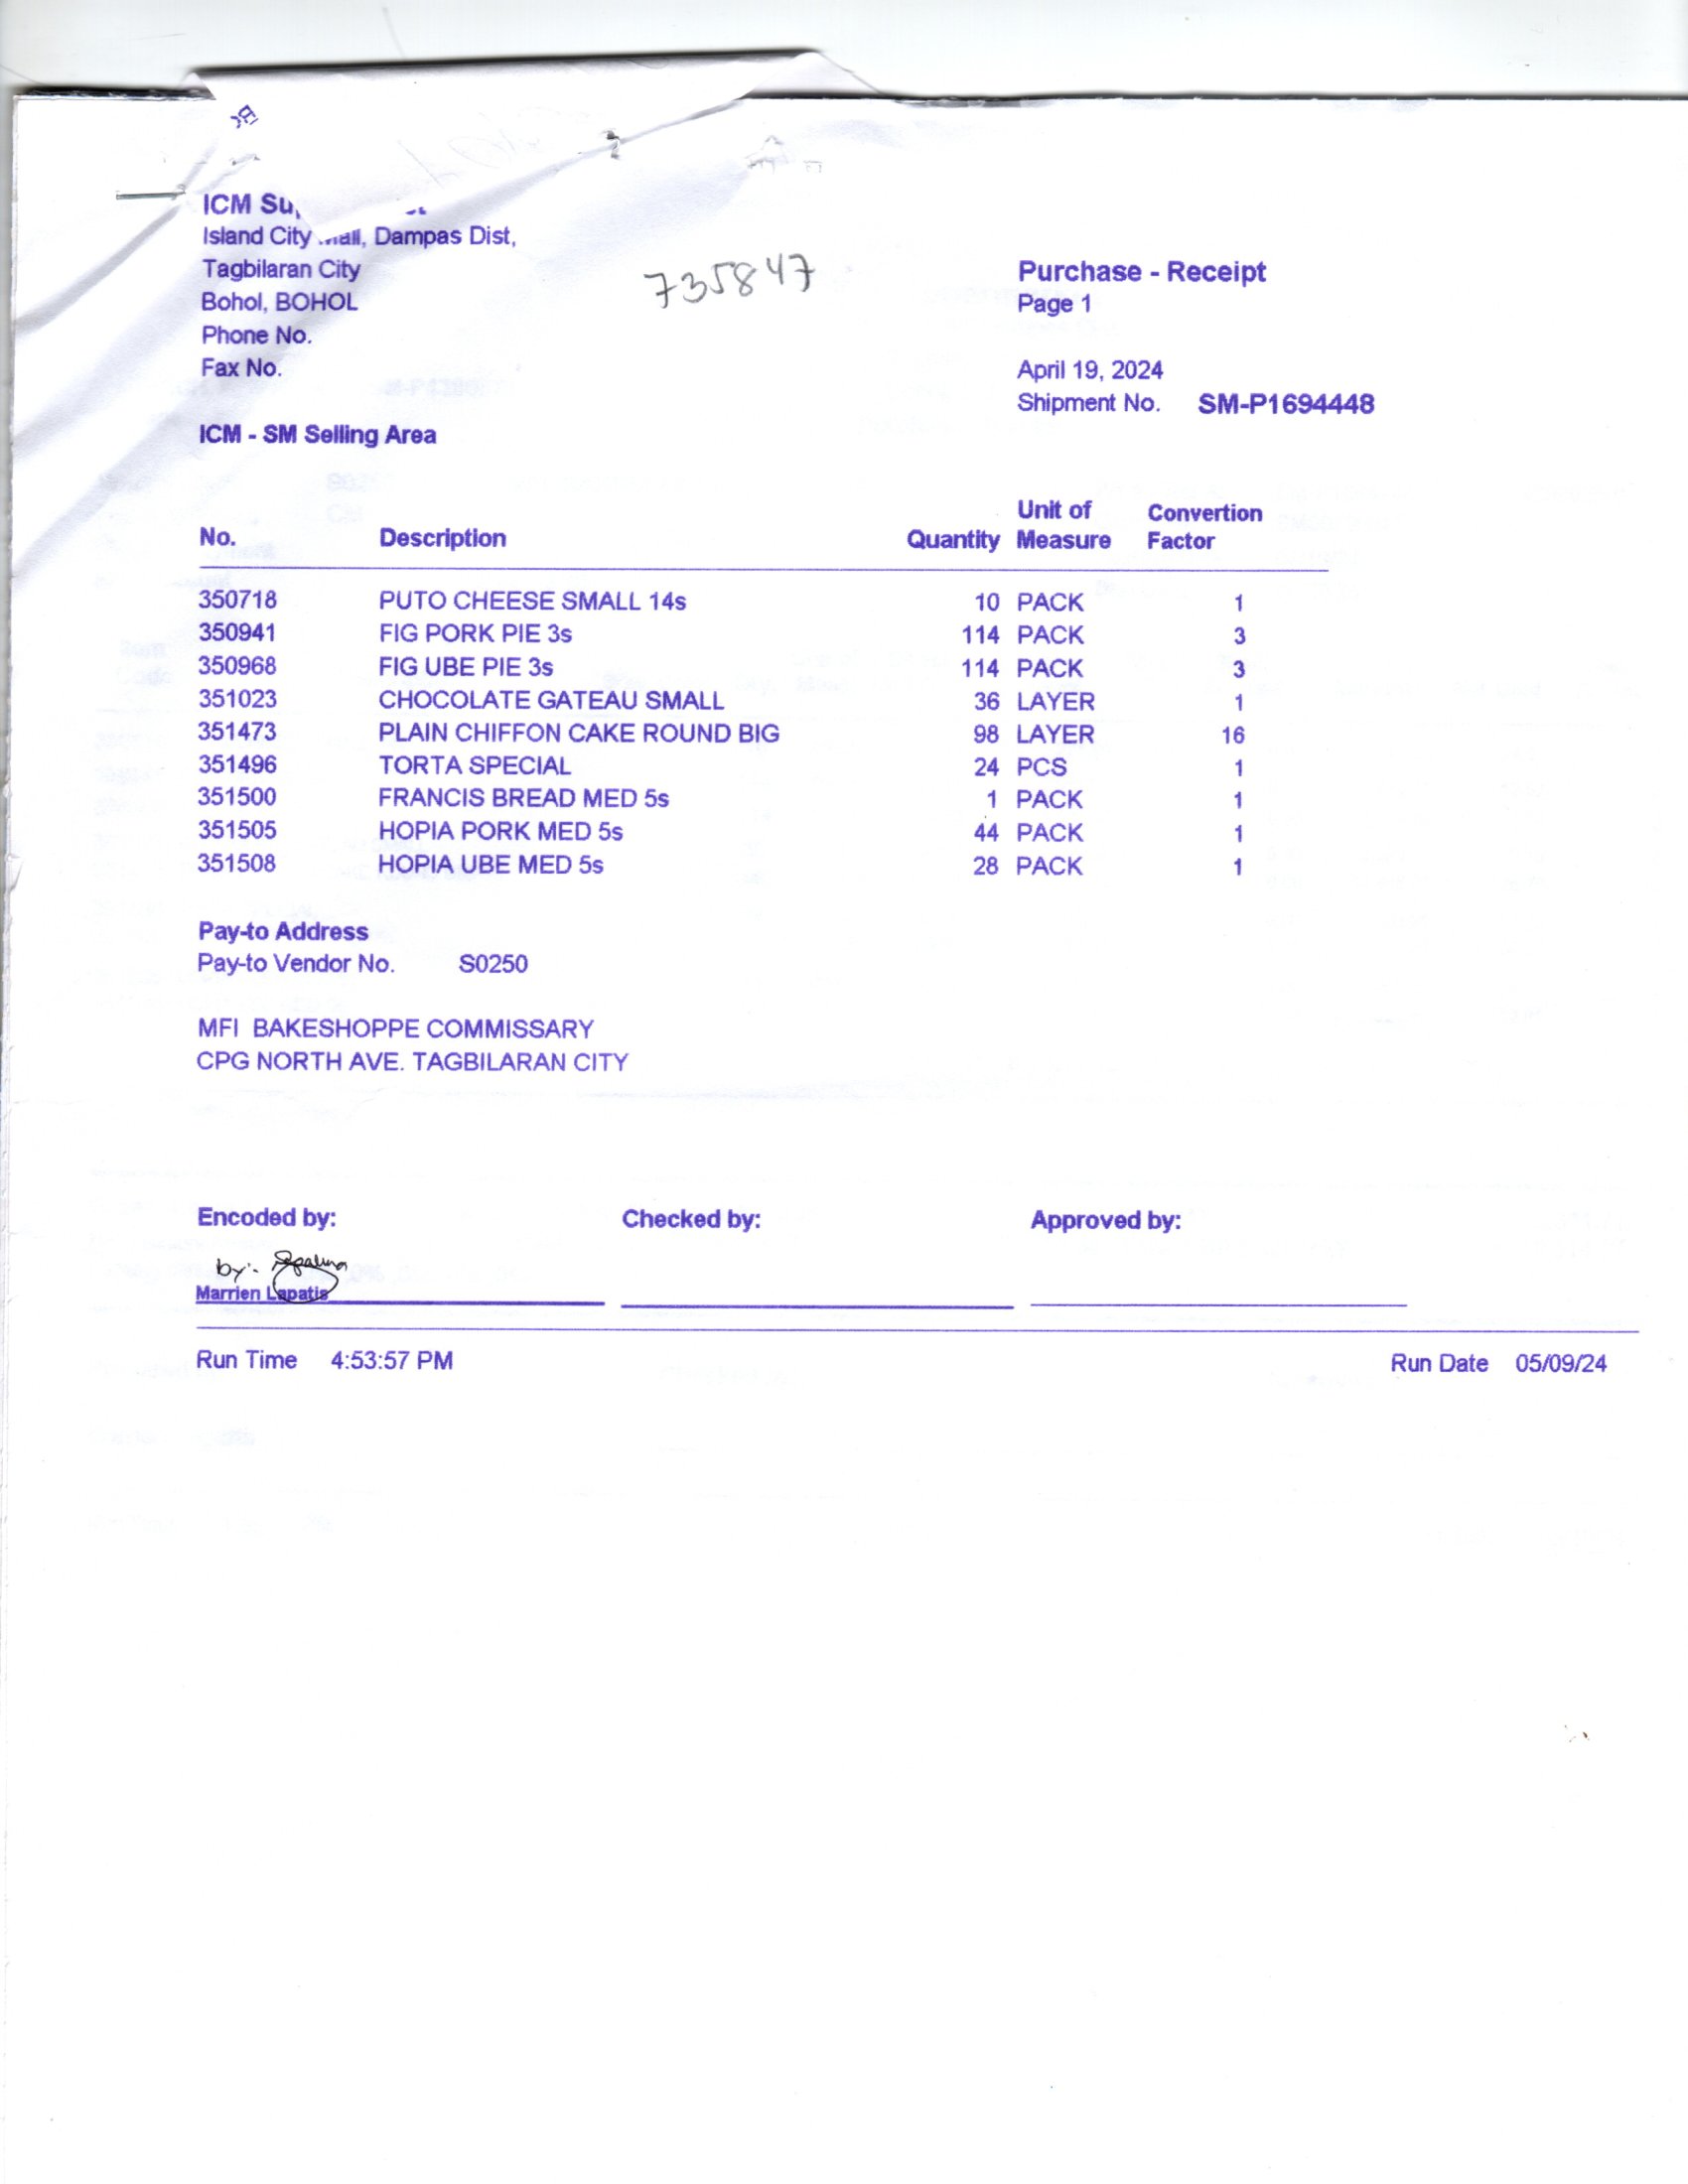 ICM
Island City Mall, Dampas Dist,
Tagbilaran City
Bohol, BOHOL
Phone No.
Fax No.
735847
Purchase - Receipt
Page 1
April 19, 2024
Shipment No. SM-P1694448
ICM - SM Selling Area
No. Description Quantity Unit of Measure Convertion Factor
350718 PUTO CHEESE SMALL 14s 10 PACK 1
350941 FIG PORK PIE 3s 114 PACK 3
350968 FIG UBE PIE 3s 114 PACK 3
351023 CHOCOLATE GATEAU SMALL 36 LAYER 1
351473 PLAIN CHIFFON CAKE ROUND BIG 98 LAYER 16
351496 TORTA SPECIAL 24 PCS 1
351500 FRANCIS BREAD MED 5s 1 PACK 1
351505 HOPIA PORK MED 5s 44 PACK 1
351508 HOPIA UBE MED 5s 28 PACK 1
Pay-to Address
Pay-to Vendor No. S0250
MFI BAKESHOPPE COMMISSARY
CPG NORTH AVE. TAGBILARAN CITY
Encoded by: Checked by: Approved by:
by:
Marrien Lapatis
Run Time 4:53:57 PM Run Date 05/09/24